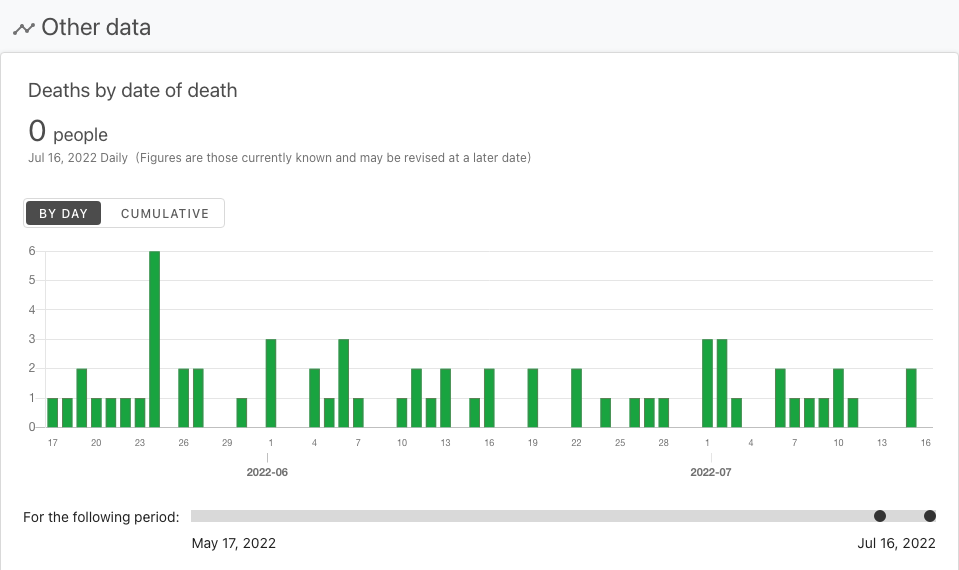 Other data
Deaths by date of death
0 people
Jul 16, 2022 Daily (Figures are those currently known and may be revised at a later date)
BY DAY CUMULATIVE
6
5
4
3
2
1
0
17 20 23 26 29 1 4 7 10 13 16 19 22 25 28 1 4 7 10 13 16
2022-06 2022-07
For the following period:
May 17, 2022 Jul 16, 2022